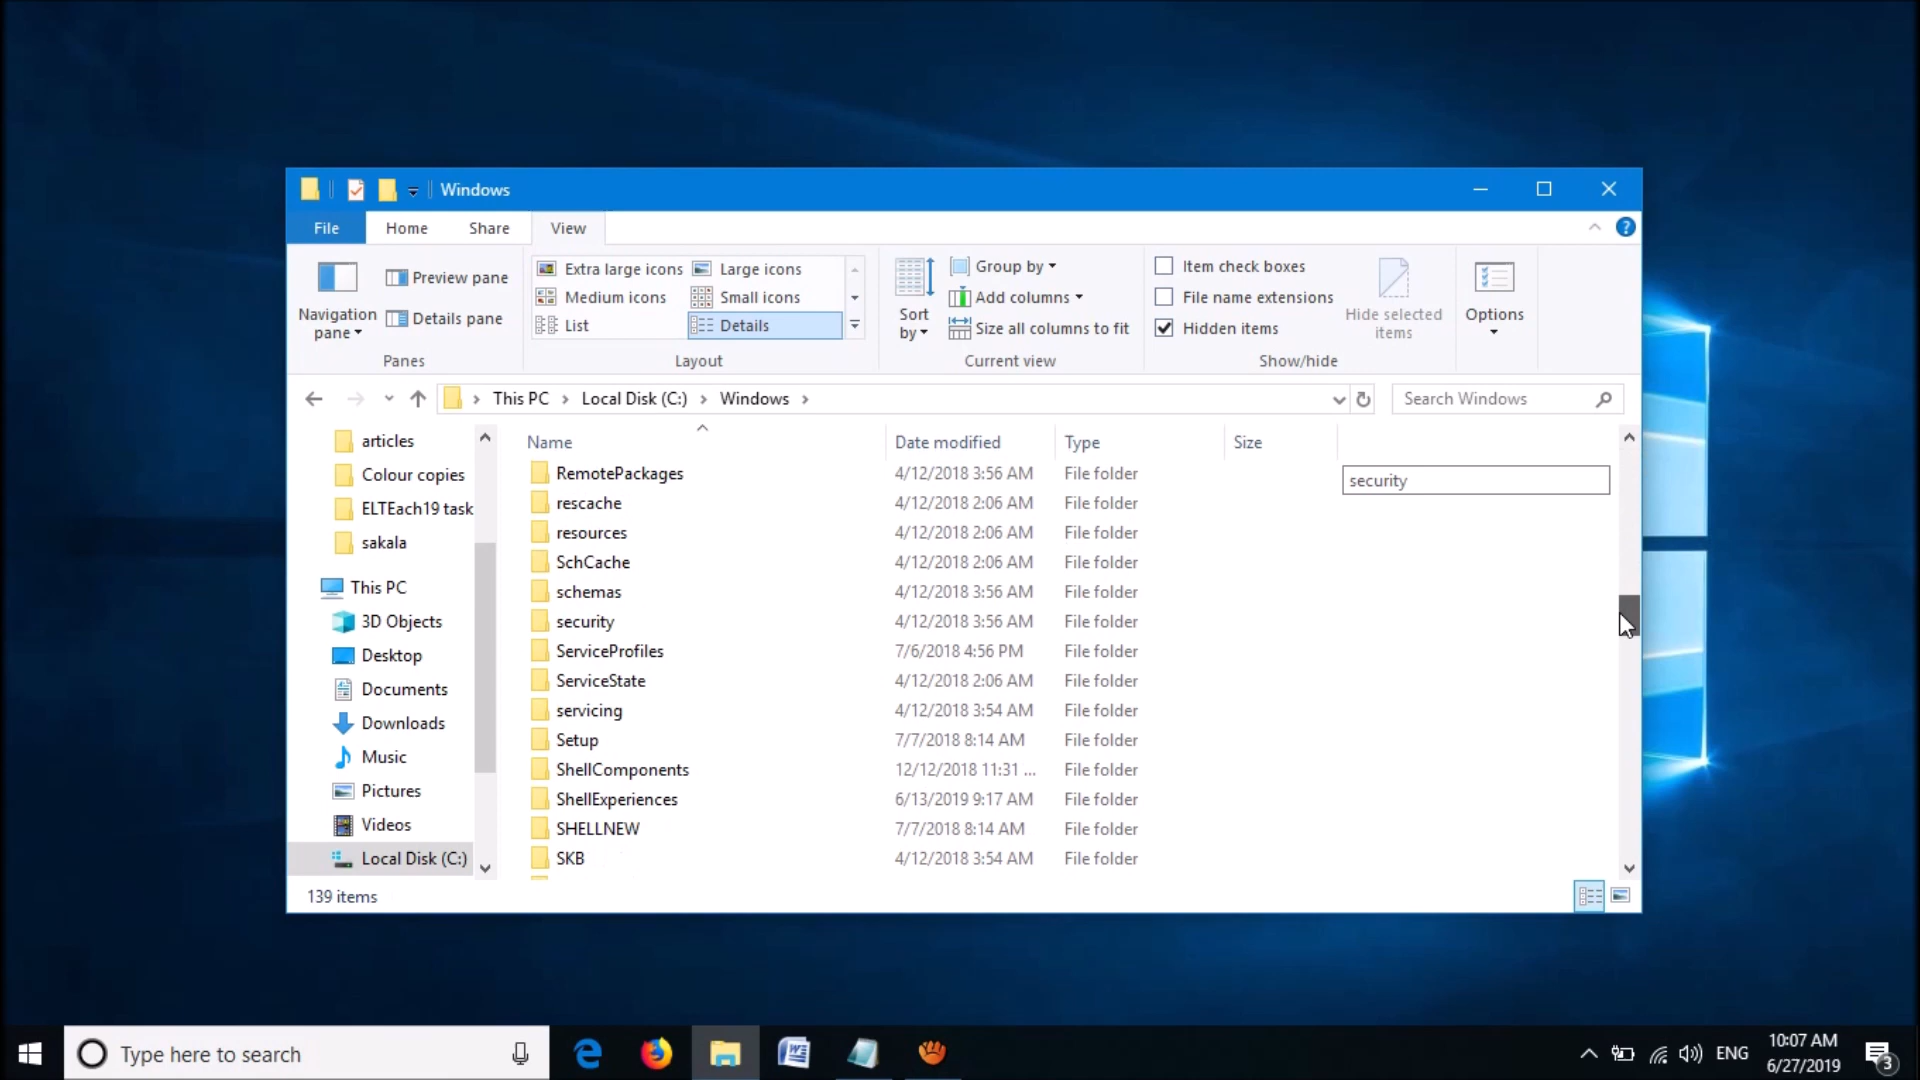 Windows
File Home Share View
Navigation pane
Preview pane
Details pane
Panes
Extra large icons Large icons
Medium icons Small icons
List Details
Layout
Sort by
Group by
Add columns
Size all columns to fit
Current view
Item check boxes
File name extensions
Hidden items
Hide selected items
Show/hide
Options
This PC Local Disk (C:) Windows
Search Windows
articles
Colour copies
ELTEach19 task
sakala
This PC
3D Objects
Desktop
Documents
Downloads
Music
Pictures
Videos
Local Disk (C:)
Name Date modified Type Size
RemotePackages 4/12/2018 3:56 AM File folder
rescache 4/12/2018 2:06 AM File folder
resources 4/12/2018 2:06 AM File folder
SchCache 4/12/2018 2:06 AM File folder
schemas 4/12/2018 3:56 AM File folder
security 4/12/2018 3:56 AM File folder
ServiceProfiles 7/6/2018 4:56 PM File folder
ServiceState 4/12/2018 2:06 AM File folder
servicing 4/12/2018 3:54 AM File folder
Setup 7/7/2018 8:14 AM File folder
ShellComponents 12/12/2018 11:31 ... File folder
ShellExperiences 6/13/2019 9:17 AM File folder
SHELLNEW 7/7/2018 8:14 AM File folder
SKB 4/12/2018 3:54 AM File folder
security
139 items
Type here to search
ENG
10:07 AM
6/27/2019
3